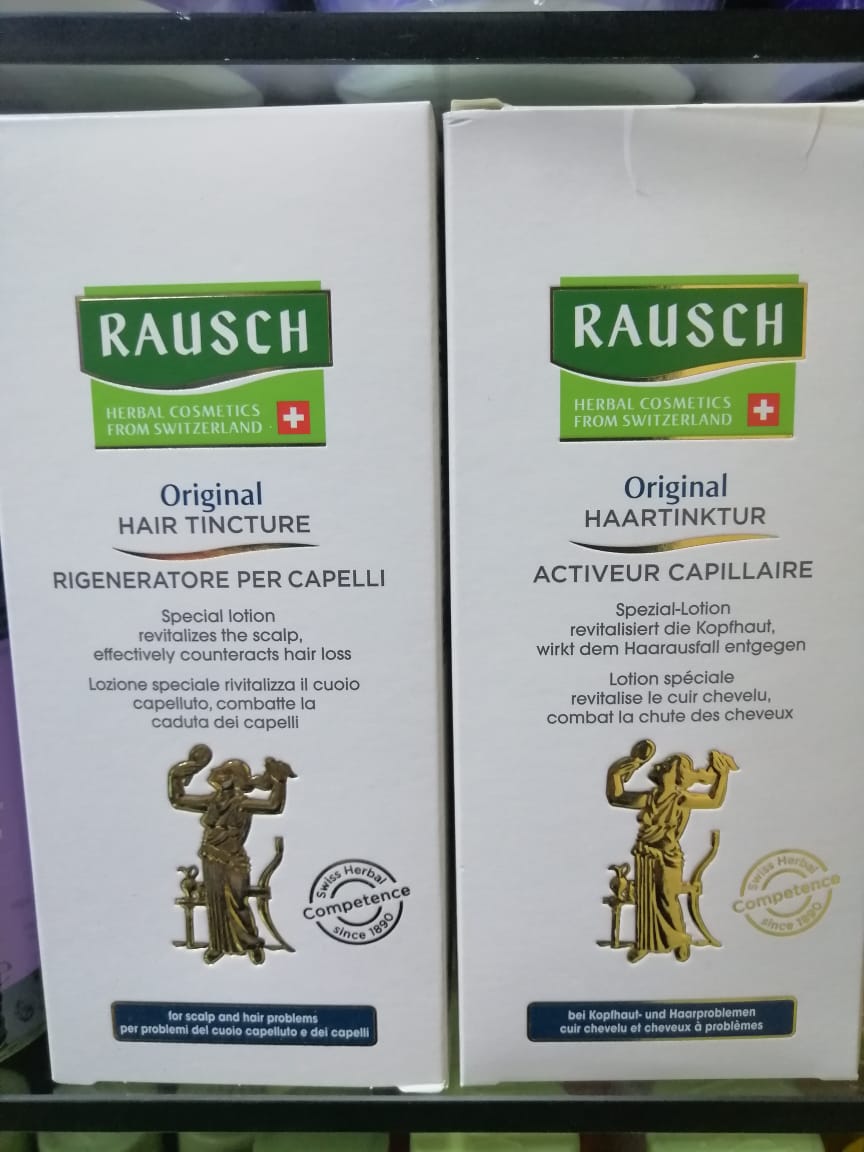 RAUSCH
HERBAL COSMETICS
FROM SWITZERLAND
Original
HAIR TINCTURE
RIGENERATORE PER CAPELLI
Special lotion
revitalizes the scalp,
effectively counteracts hair loss
Lozione speciale rivitalizza il cuoio
capelluto, combatte la
caduta dei capelli
Swiss Herbal
Competence
since 1890
for scalp and hair problems
per problemi del cuoio capelluto e dei capelli
RAUSCH
HERBAL COSMETICS
FROM SWITZERLAND
Original
HAARTINKTUR
ACTIVEUR CAPILLAIRE
Spezial-Lotion
revitalisiert die Kopfhaut,
wirkt dem Haarausfall entgegen
Lotion spéciale
revitalise le cuir chevelu,
combat la chute des cheveux
Swiss Herbal
Competence
since 1890
bei Kopfhaut- und Haarproblemen
cuir chevelu et cheveux à problèmes